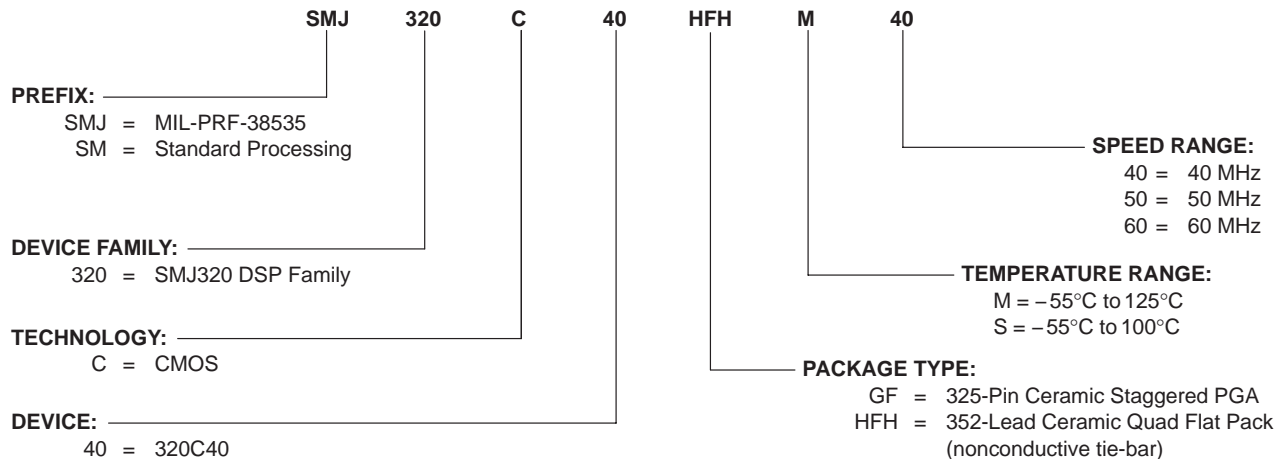 SMJ 320 C 40 HFH M 40
PREFIX:
SMJ = MIL-PRF-38535
SM = Standard Processing
DEVICE FAMILY:
320 = SMJ320 DSP Family
TECHNOLOGY:
C = CMOS
DEVICE:
40 = 320C40
SPEED RANGE:
40 = 40 MHz
50 = 50 MHz
60 = 60 MHz
TEMPERATURE RANGE:
M = –55°C to 125°C
S = –55°C to 100°C
PACKAGE TYPE:
GF = 325-Pin Ceramic Staggered PGA
HFH = 352-Lead Ceramic Quad Flat Pack
(nonconductive tie-bar)